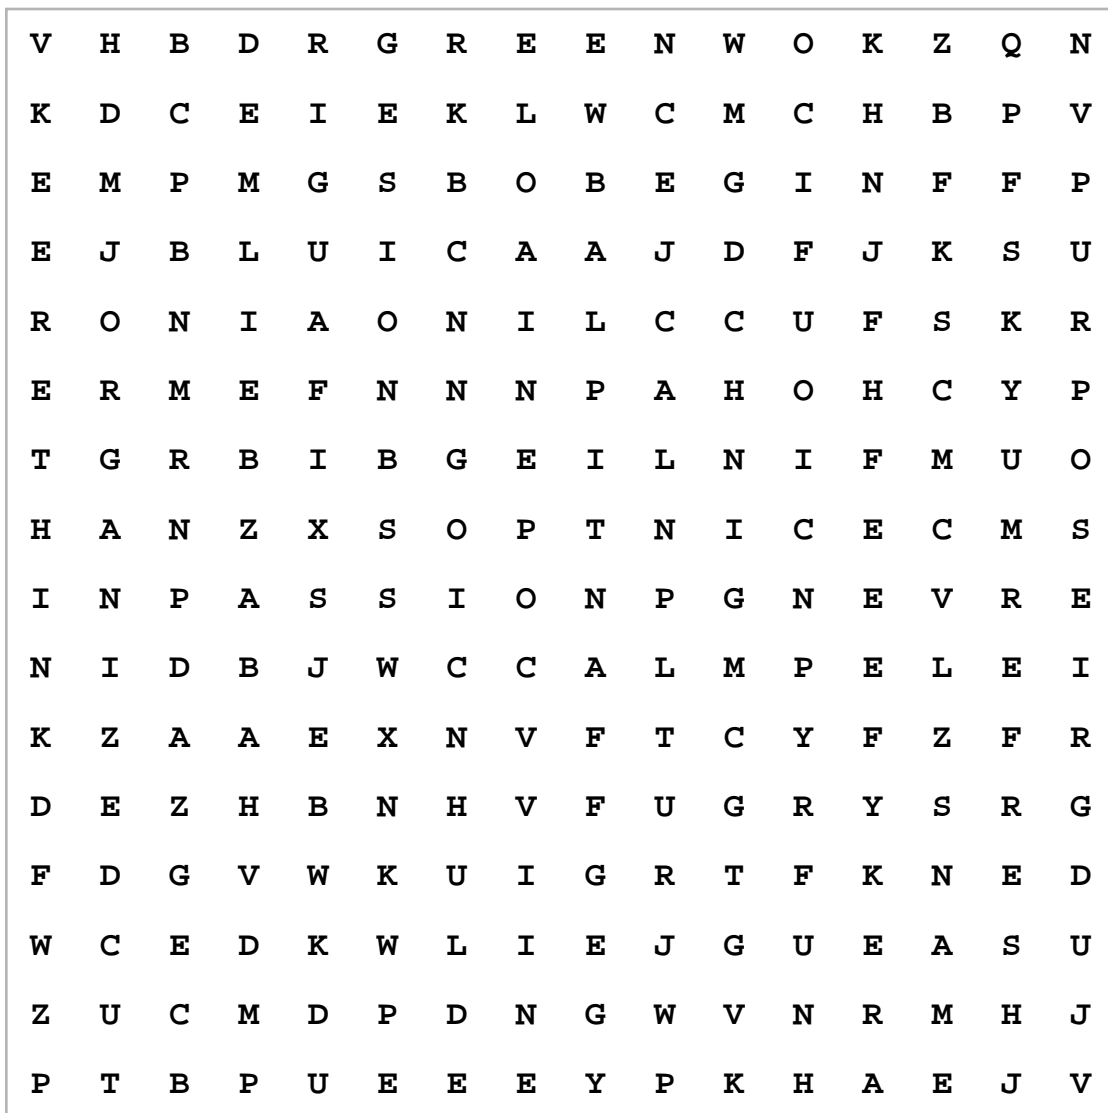 V H B D R G R E E N W O K Z Q N
K D C E I E K L W C M C H B P V
E M P M G S B O B E G I N F F P
E J B L U I C A A J D F J K S U
R O N I A O N I L C C U F S K R
E R M E F N N N P A H O H C Y P
T G R B I B G E I L N I F M U O
H A N Z X S O P T N I C E C M S
I N P A S S I O N P G N E V R E
N I D B J W C C A L M P E L E I
K Z A A E X N V F T C Y F Z F R
D E Z H B N H V F U G R Y S R G
F D G V W K U I G R T F K N E D
W C E D K W L I E J G U E A S U
Z U C M D P D N G W V N R M H J
P T B P U E E E Y P K H A E J V